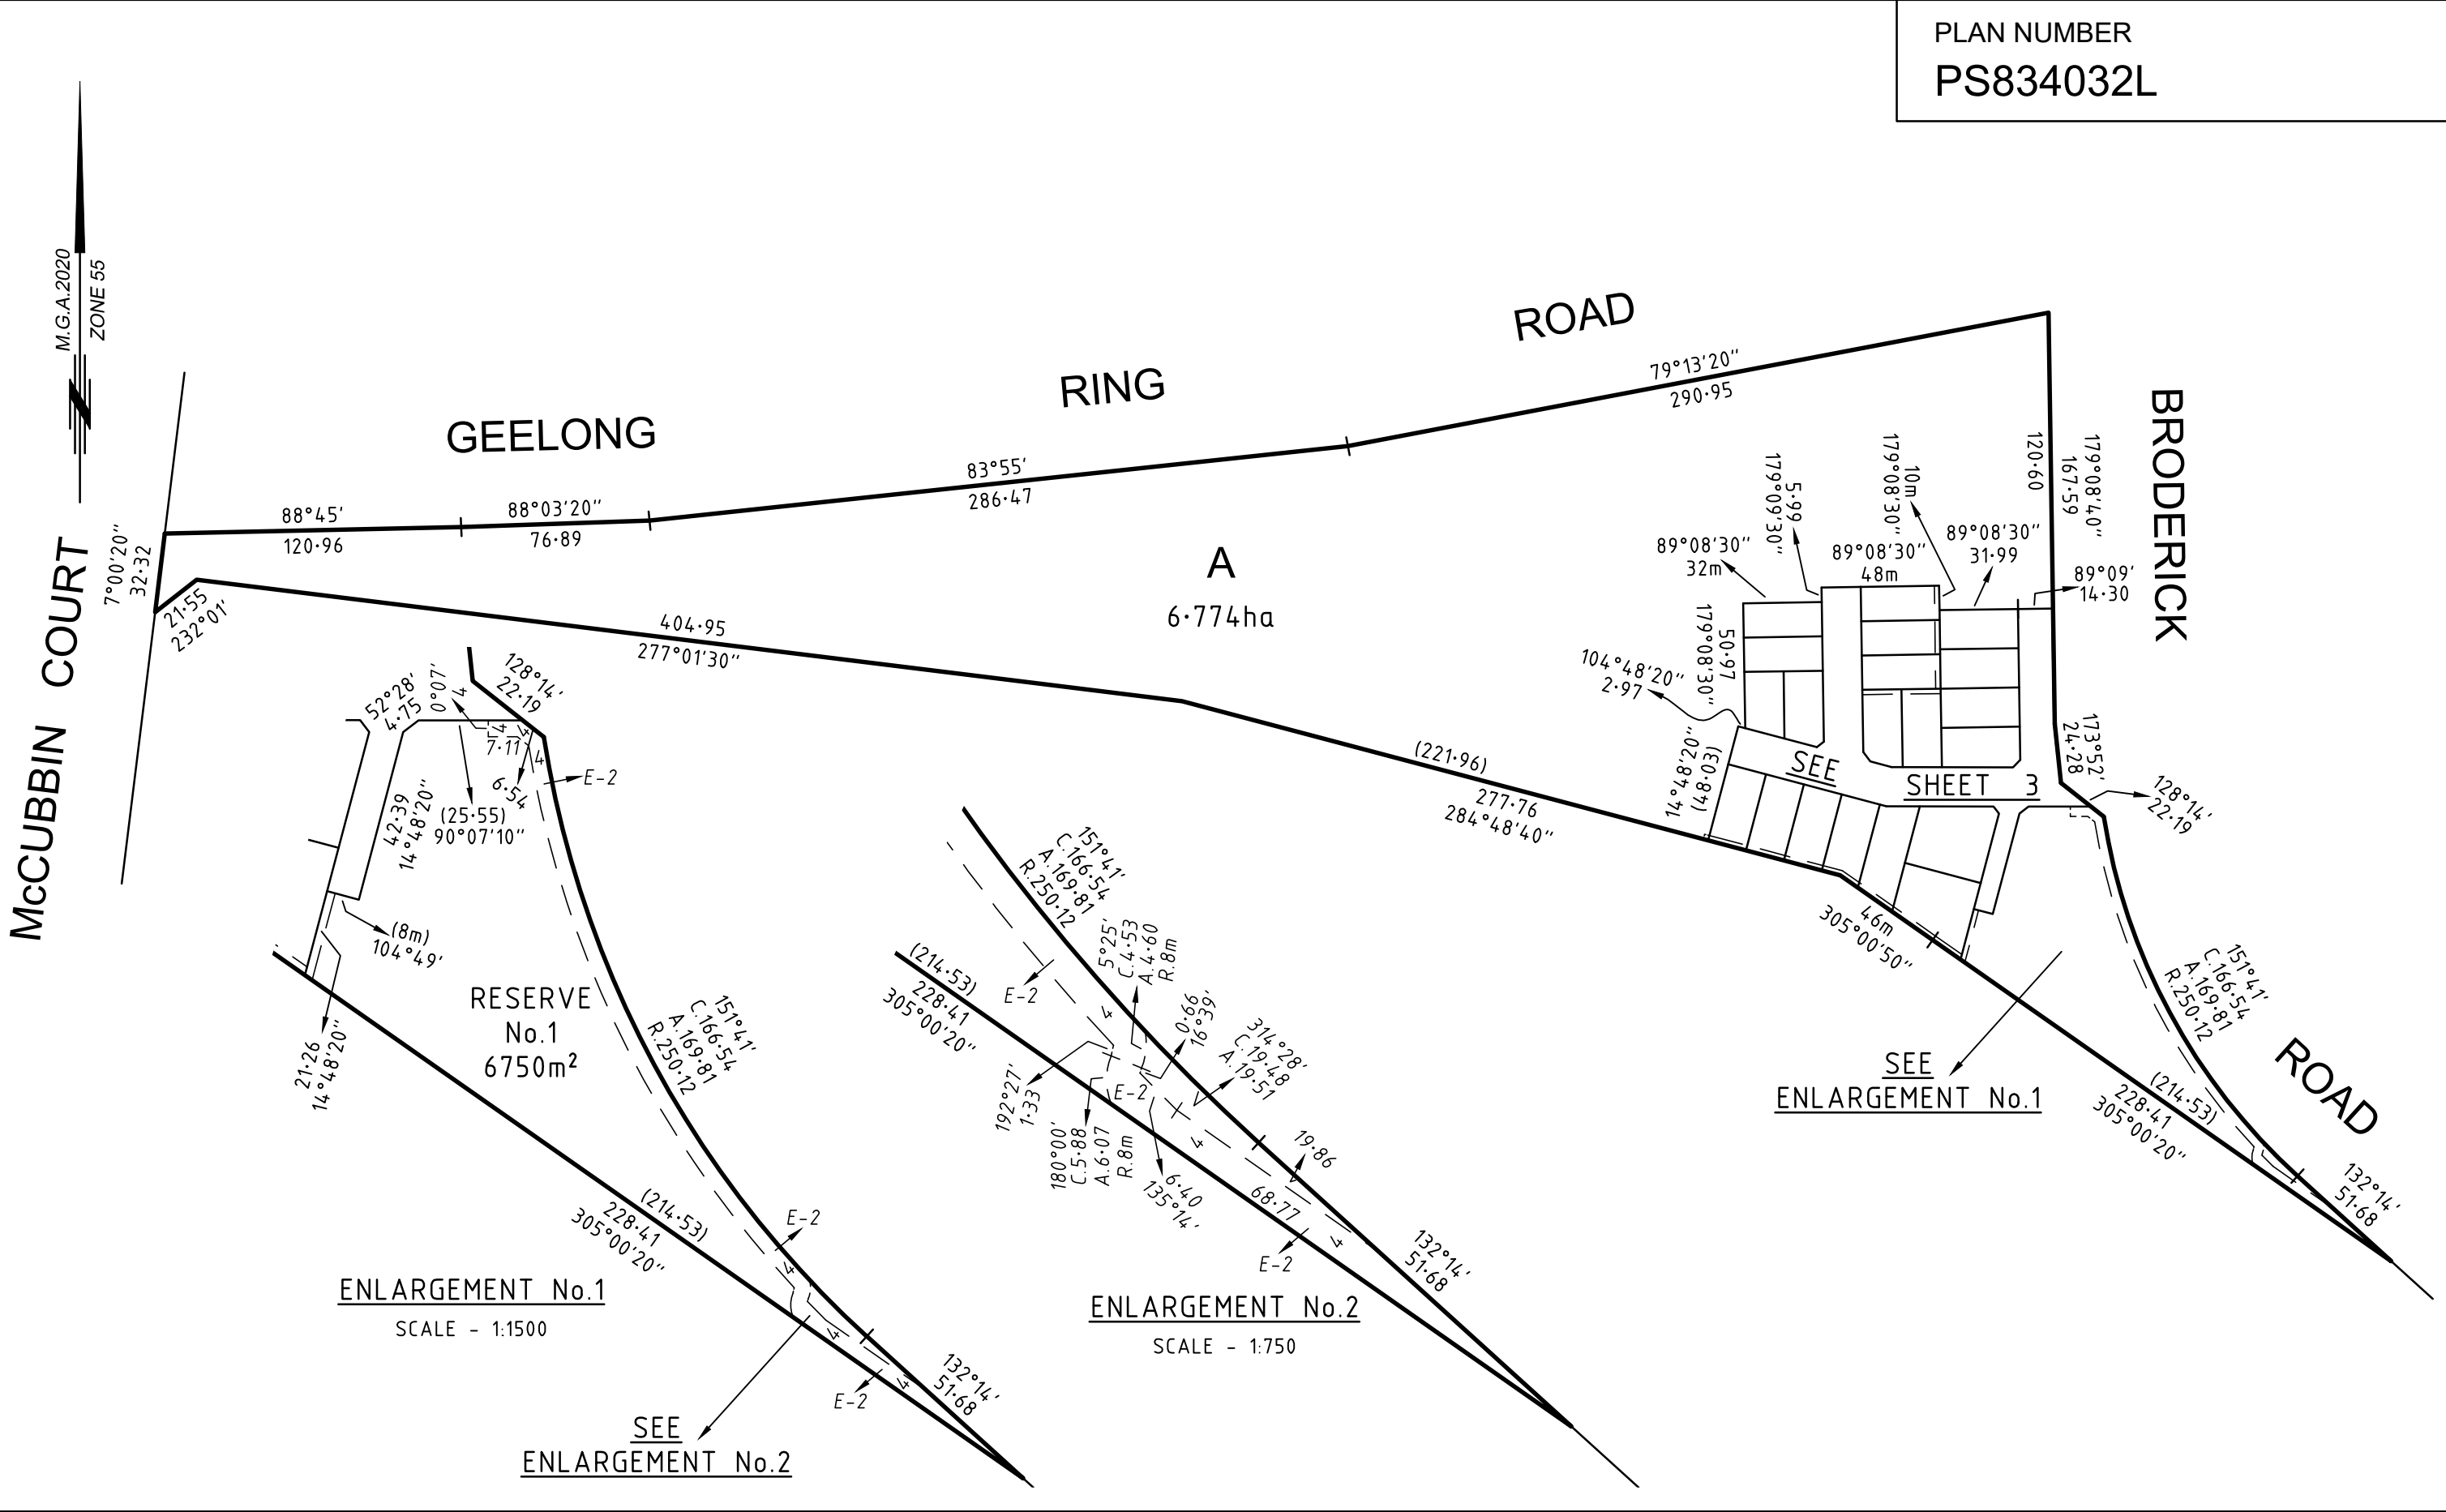 PLAN NUMBER
PS834032L
M.G.A.2020
ZONE 55
N
McCUBBIN COURT
GEELONG RING ROAD
BRODERICK
ROAD
7°00'20"
32·32
21·55
232°01'
88°45'
120·96
88°03'20"
76·89
83°55'
286·47
79°13'20"
290·95
404·95
277°01'30"
A
6·774ha
(221·96)
277·76
284°48'40"
120·60
179°08'40"
167·59
89°08'30"
32m
5·99
179°09'30"
89°08'30"
48m
10m
179°08'30"
89°08'30"
31·99
89°09'
14·30
50·97
179°08'30"
104°48'20"
2·97
14°48'20"
(48·03)
SEE
SHEET 3
173°52'
24·28
128°14'
22·19
46m
305°00'50"
151°41'
C.166·54
A.169·81
R.250·12
SEE
ENLARGEMENT No.1
(214·53)
228·41
305°00'20"
132°14'
51·68
128°14'
22·19
52°28'
4·75
0°07'
4
4
4
7·11
4
6·54
E-2
(25·55)
90°07'10"
42·39
14°48'20"
(8m)
104°49'
21·26
14°48'20"
RESERVE
No.1
6750m²
151°41'
C.166·54
A.169·81
R.250·12
(214·53)
228·41
305°00'20"
E-2
4
4
4
E-2
132°14'
51·68
ENLARGEMENT No.1
SCALE - 1:1500
SEE
ENLARGEMENT No.2
151°41'
C.166·54
A.169·81
R.250·12
5°25'
C.4·53
A.4·60
R.8m
E-2
4
(214·53)
228·41
305°00'20"
0·66
16°39'
314°28'
C.19·48
A.19·51
192°27'
1·33
E-2
180°00'
C.5·88
A.6·07
R.8m
4
6·40
135°14'
19·86
68·77
4
E-2
132°14'
51·68
ENLARGEMENT No.2
SCALE - 1:750